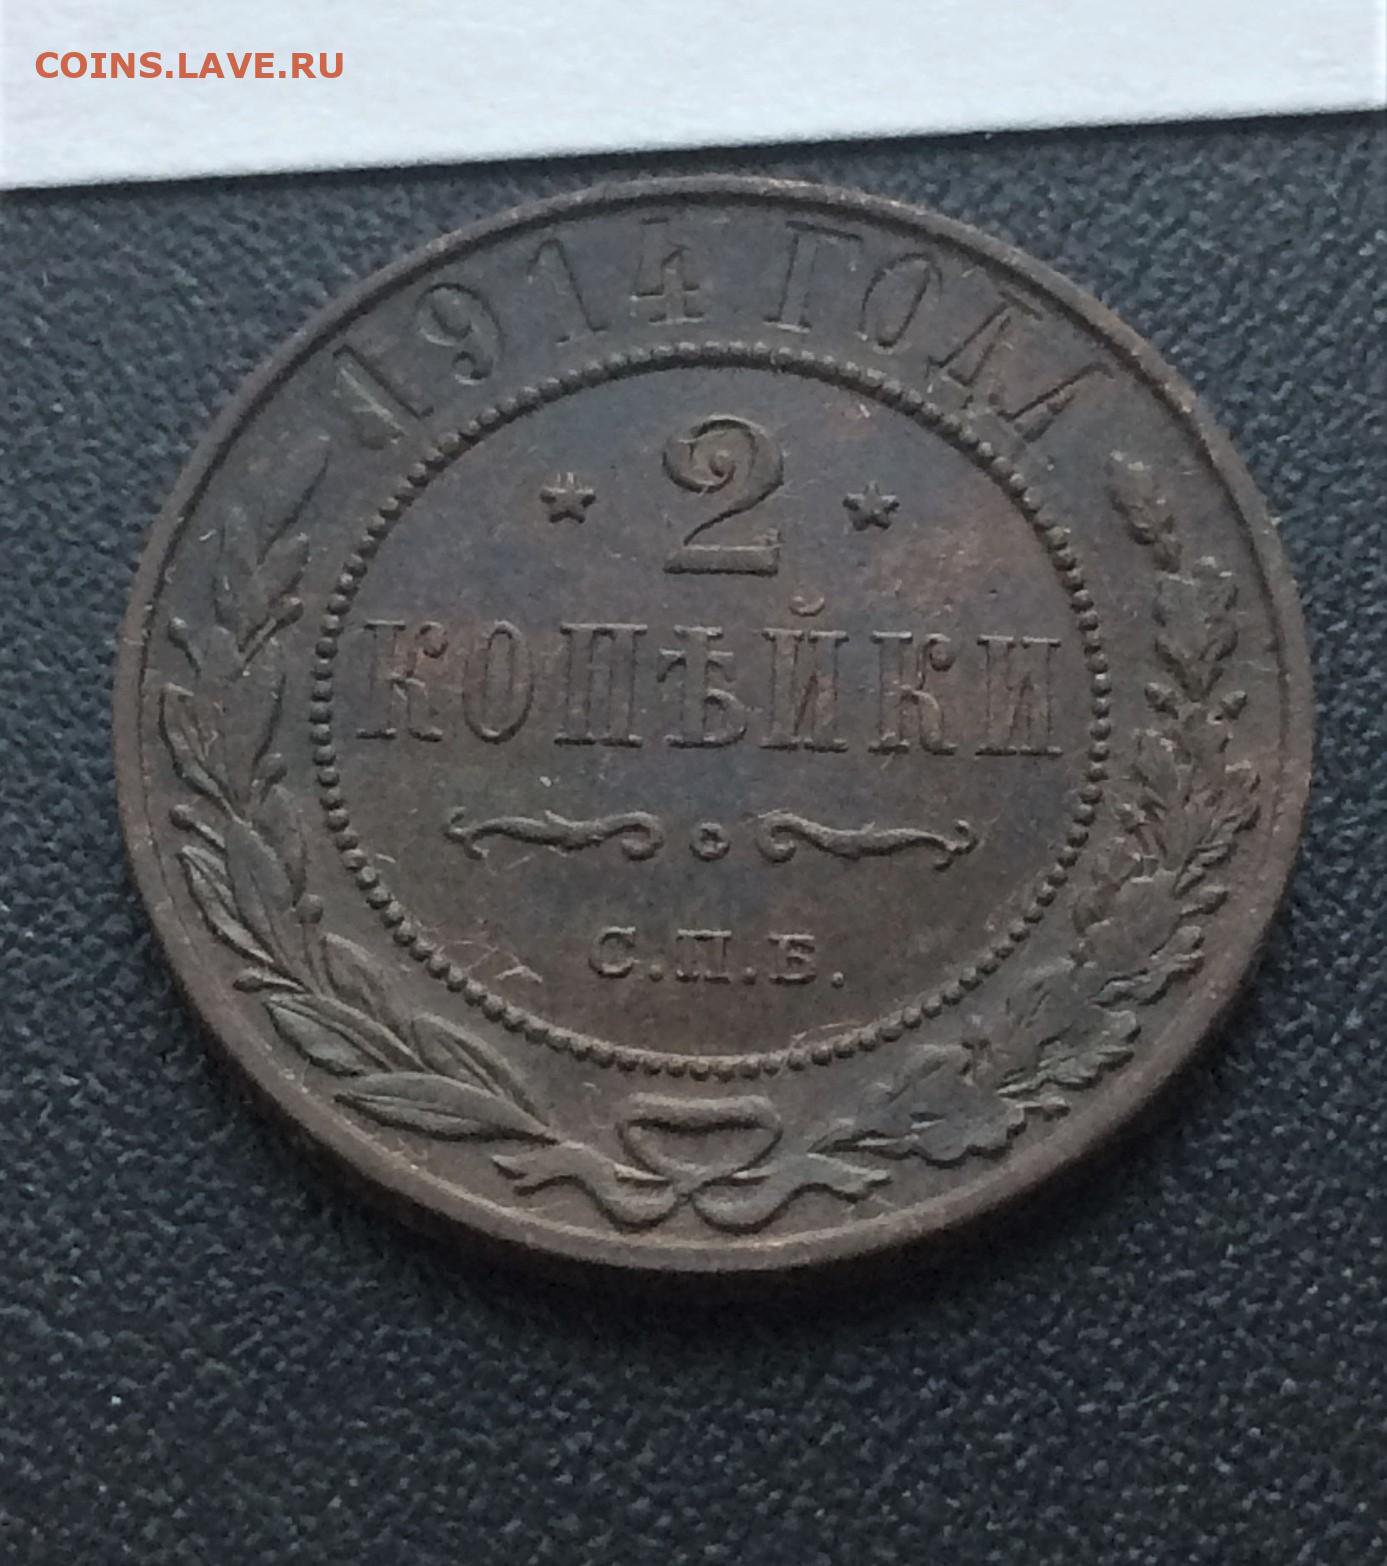 COINS.LAVE.RU
1914 ГОДА
2
КОПѢЙКИ
С.П.Б.